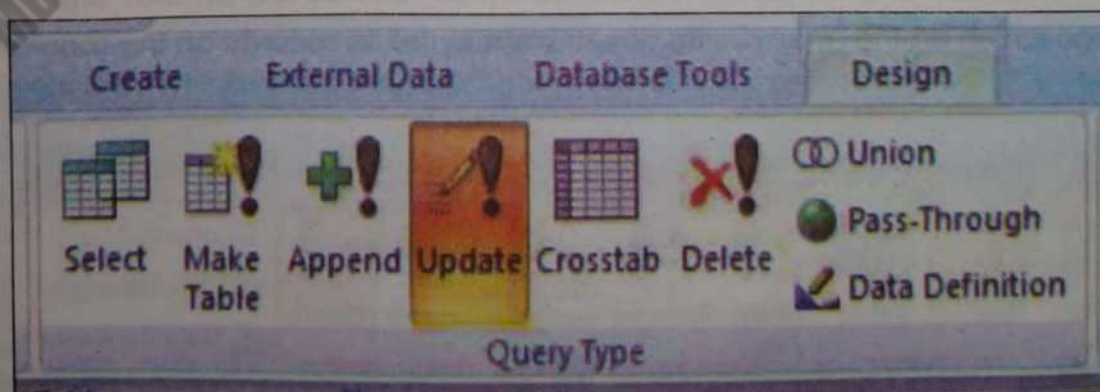 Create External Data Database Tools Design
Select Make Table Append Update Crosstab Delete
Union
Pass-Through
Data Definition
Query Type